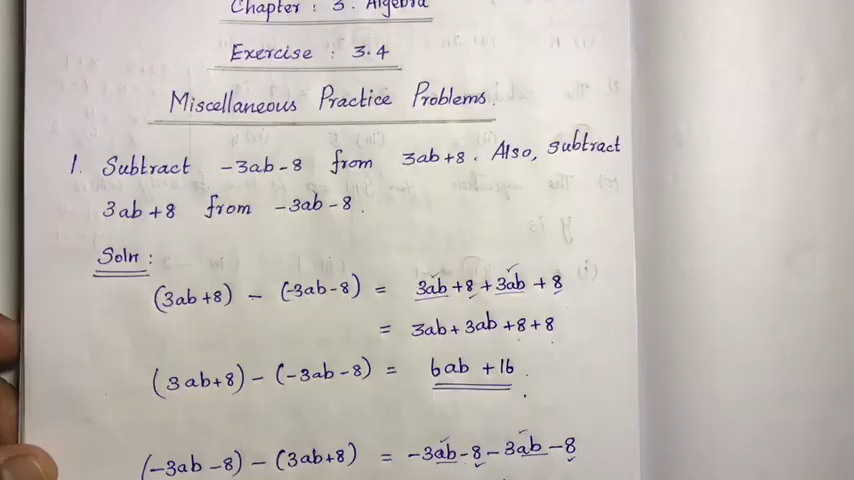 Chapter : 3. Algebra
Exercise : 3.4
Miscellaneous Practice Problems.
1. Subtract -3ab-8 from 3ab+8. Also, subtract
3ab+8 from -3ab-8.
Soln :
(3ab+8) - (-3ab-8) = 3ab+8+3ab+8
= 3ab+3ab+8+8
(3ab+8)-(-3ab-8) = 6ab+16.
(-3ab-8)-(3ab+8) = -3ab-8-3ab-8